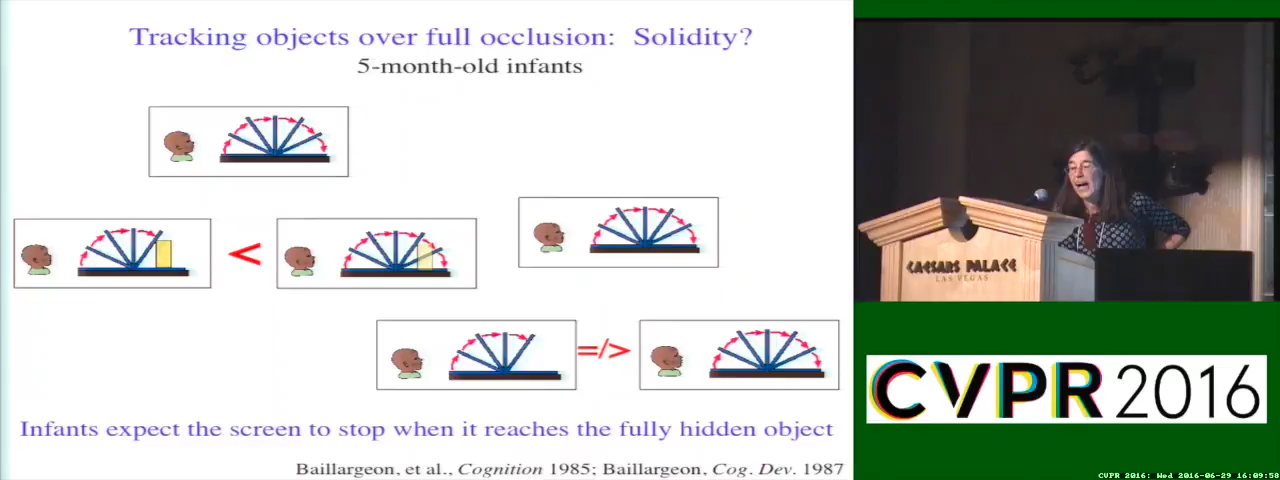 Tracking objects over full occlusion: Solidity?
5-month-old infants
<
=/>
Infants expect the screen to stop when it reaches the fully hidden object
Baillargeon, et al., Cognition 1985; Baillargeon, Cog. Dev. 1987
CAESARS PALACE
LAS VEGAS
CVPR 2016
CVPR 2016: Wed 2016-06-29 16:09:58